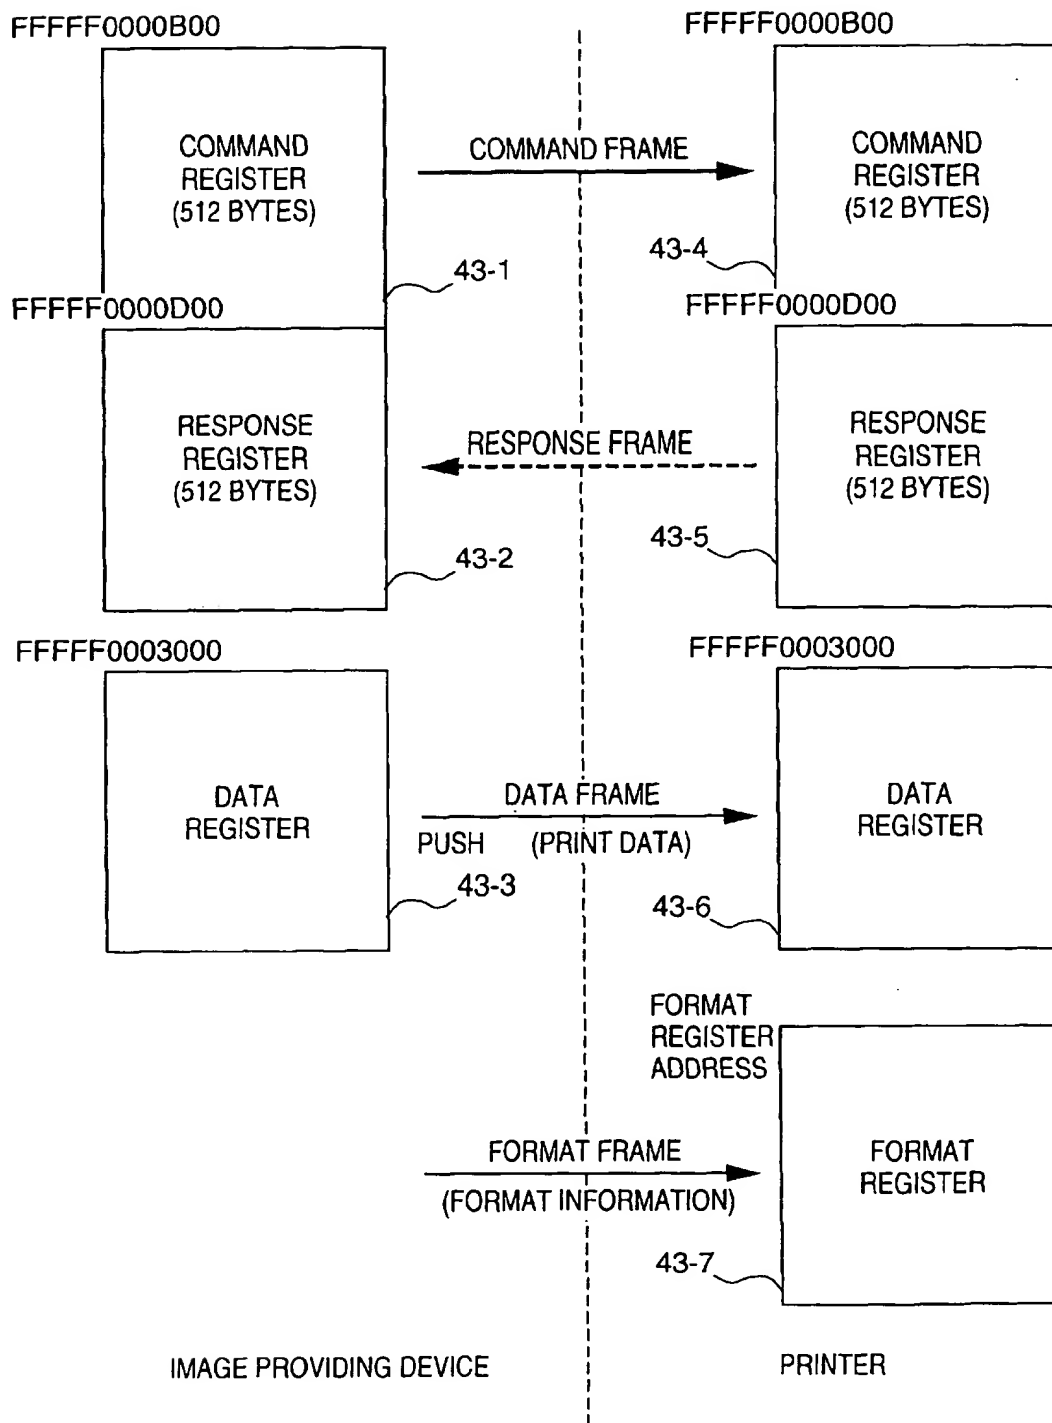 FFFFF0000B00
FFFFF0000B00
COMMAND
REGISTER
(512 BYTES)
COMMAND FRAME
COMMAND
REGISTER
(512 BYTES)
43-1
43-4
FFFFF0000D00
FFFFF0000D00
RESPONSE
REGISTER
(512 BYTES)
RESPONSE FRAME
RESPONSE
REGISTER
(512 BYTES)
43-2
43-5
FFFFF0003000
FFFFF0003000
DATA
REGISTER
DATA FRAME
PUSH (PRINT DATA)
DATA
REGISTER
43-3
43-6
FORMAT
REGISTER
ADDRESS
FORMAT FRAME
(FORMAT INFORMATION)
FORMAT
REGISTER
43-7
IMAGE PROVIDING DEVICE
PRINTER